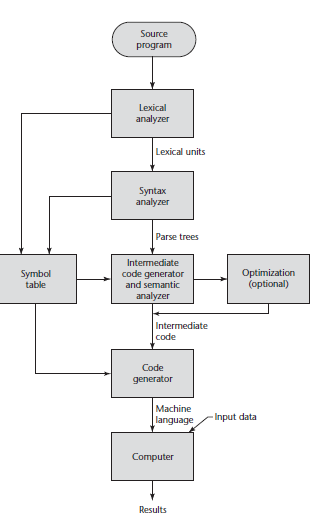 Source
program
Lexical
analyzer
Lexical units
Syntax
analyzer
Parse trees
Symbol
table
Intermediate
code generator
and semantic
analyzer
Optimization
(optional)
Intermediate
code
Code
generator
Machine
language
Input data
Computer
Results